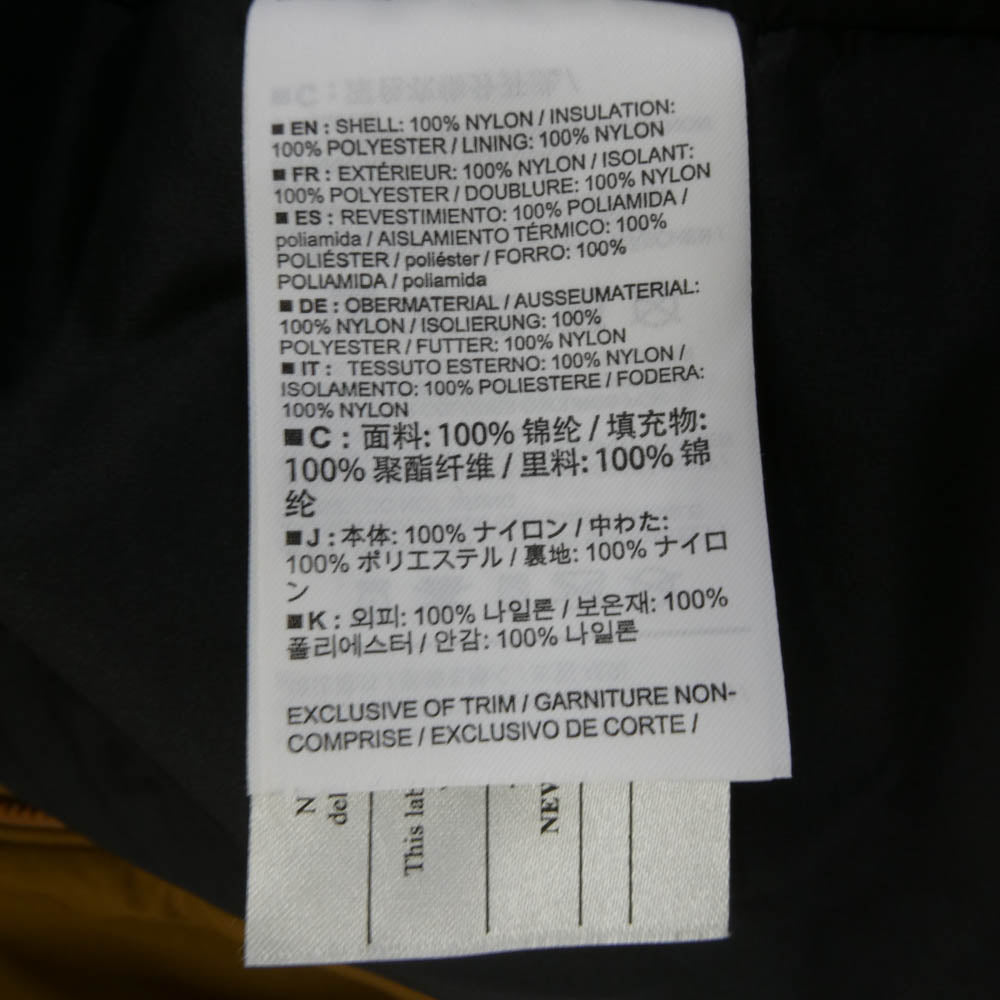 ■ EN : SHELL: 100% NYLON / INSULATION:
100% POLYESTER / LINING: 100% NYLON
■ FR : EXTÉRIEUR: 100% NYLON / ISOLANT:
100% POLYESTER / DOUBLURE: 100% NYLON
■ ES : REVESTIMIENTO: 100% POLIAMIDA /
poliamida / AISLAMIENTO TÉRMICO: 100%
POLIÉSTER / poliéster / FORRO: 100%
POLIAMIDA / poliamida
■ DE : OBERMATERIAL / AUSSEUMATERIAL:
100% NYLON / ISOLIERUNG: 100%
POLYESTER / FUTTER: 100% NYLON
■ IT : TESSUTO ESTERNO: 100% NYLON /
ISOLAMENTO: 100% POLIESTERE / FODERA:
100% NYLON
■ C : 面料: 100% 锦纶 / 填充物:
100% 聚酯纤维 / 里料: 100% 锦
纶
■ J : 本体: 100% ナイロン / 中わた:
100% ポリエステル / 裏地: 100% ナイロ
ン
■ K : 외피: 100% 나일론 / 보온재: 100%
폴리에스터 / 안감: 100% 나일론
EXCLUSIVE OF TRIM / GARNITURE NON-
COMPRISE / EXCLUSIVO DE CORTE /
del
This